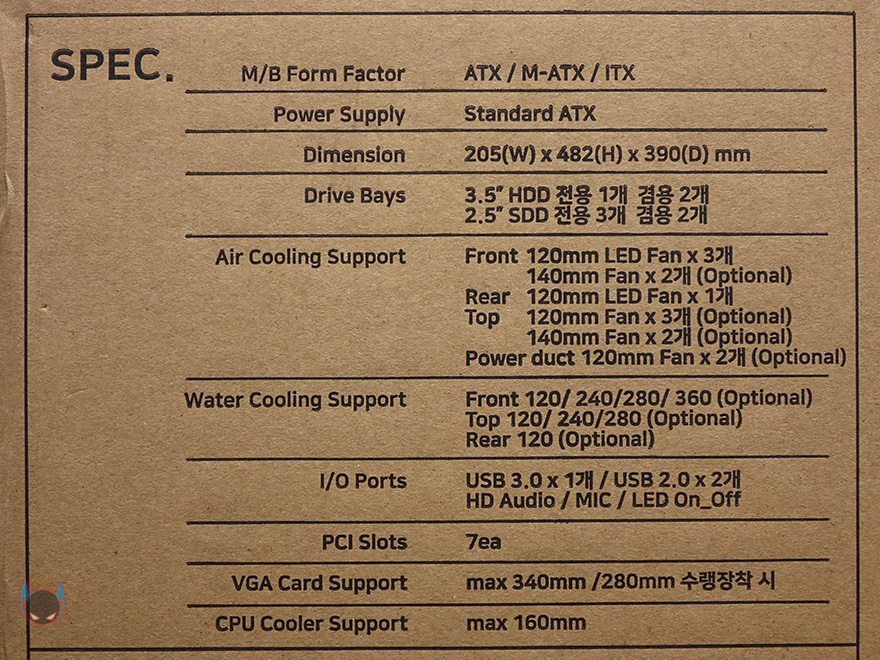 SPEC.
M/B Form Factor ATX / M-ATX / ITX
Power Supply Standard ATX
Dimension 205(W) x 482(H) x 390(D) mm
Drive Bays 3.5" HDD 전용 1개 겸용 2개
2.5" SDD 전용 3개 겸용 2개
Air Cooling Support Front 120mm LED Fan x 3개
140mm Fan x 2개 (Optional)
Rear 120mm LED Fan x 1개
Top 120mm Fan x 3개 (Optional)
140mm Fan x 2개 (Optional)
Power duct 120mm Fan x 2개 (Optional)
Water Cooling Support Front 120/ 240/280/ 360 (Optional)
Top 120/ 240/280 (Optional)
Rear 120 (Optional)
I/O Ports USB 3.0 x 1개 / USB 2.0 x 2개
HD Audio / MIC / LED On_Off
PCI Slots 7ea
VGA Card Support max 340mm /280mm 수랭장착 시
CPU Cooler Support max 160mm